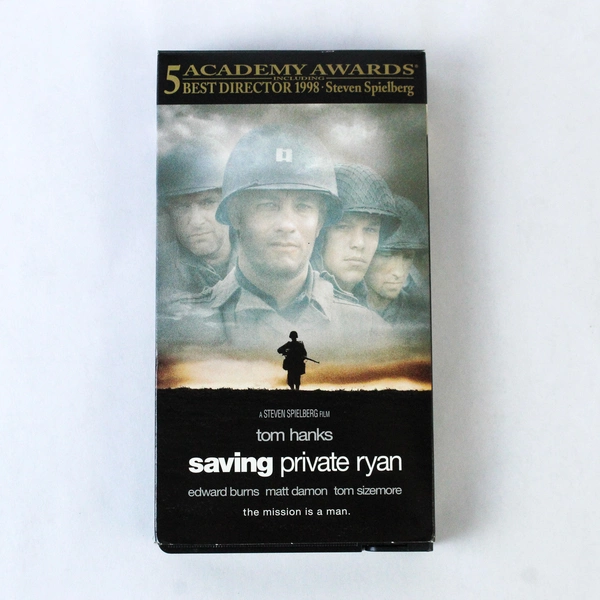 5 ACADEMY AWARDS®
INCLUDING
BEST DIRECTOR 1998 · Steven Spielberg
A STEVEN SPIELBERG FILM
tom hanks
saving private ryan
edward burns matt damon tom sizemore
the mission is a man.